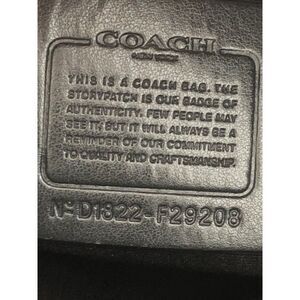 COACH
NEW YORK
THIS IS A COACH BAG. THE
STORYPATCH IS OUR BADGE OF
AUTHENTICITY. FEW PEOPLE MAY
SEE IT, BUT IT WILL ALWAYS BE A
REMINDER OF OUR COMMITMENT
TO QUALITY AND CRAFTSMANSHIP.
Nº D1822-F29208